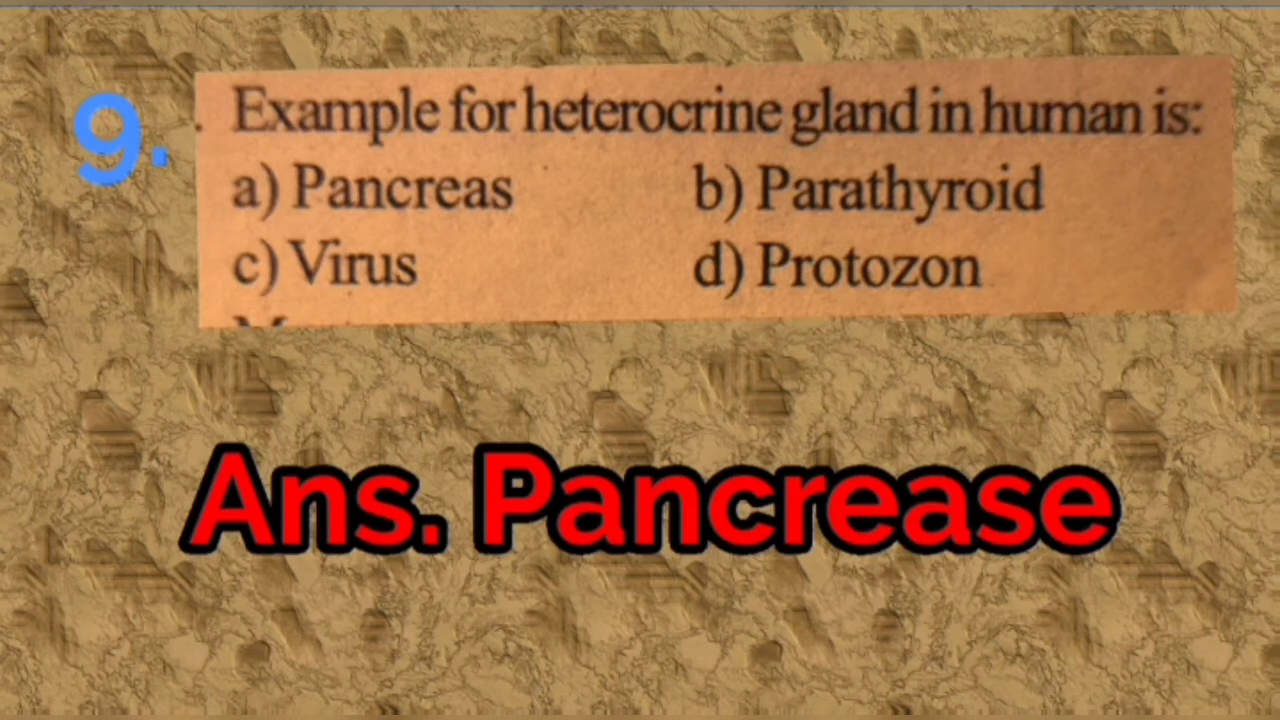 9. Example for heterocrine gland in human is:
a) Pancreas b) Parathyroid
c) Virus d) Protozon
Ans. Pancrease